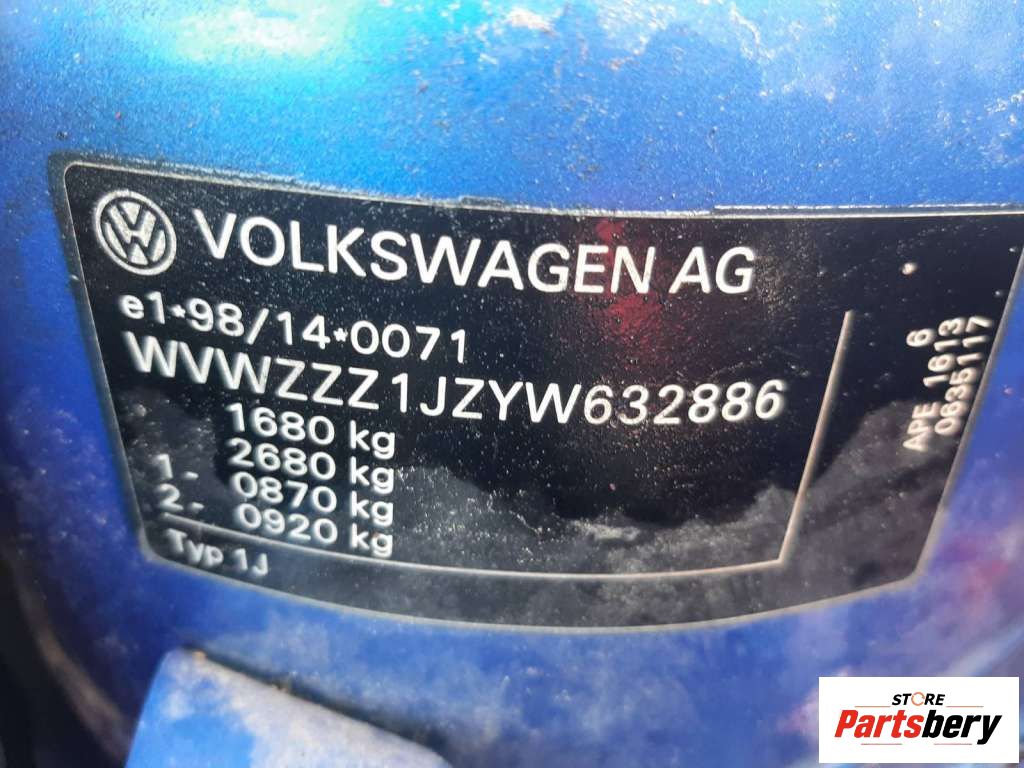 VOLKSWAGEN AG
e1*98/14*0071
WVWZZZ1JZYW632886
1680 kg
2680 kg
1- 0870 kg
2- 0920 kg
Typ 1J
6
APE 1613
0635117
STORE
Partsbery